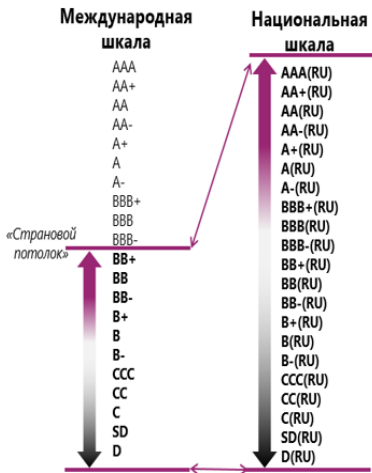 Международная
шкала
AAA
AA+
AA
AA-
A+
A
A-
BBB+
BBB
BBB-
«Страновой
потолок»
BB+
BB
BB-
B+
B
B-
CCC
CC
C
SD
D
Национальная
шкала
AAA(RU)
AA+(RU)
AA(RU)
AA-(RU)
A+(RU)
A(RU)
A-(RU)
BBB+(RU)
BBB(RU)
BBB-(RU)
BB+(RU)
BB(RU)
BB-(RU)
B+(RU)
B(RU)
B-(RU)
CCC(RU)
CC(RU)
C(RU)
SD(RU)
D(RU)